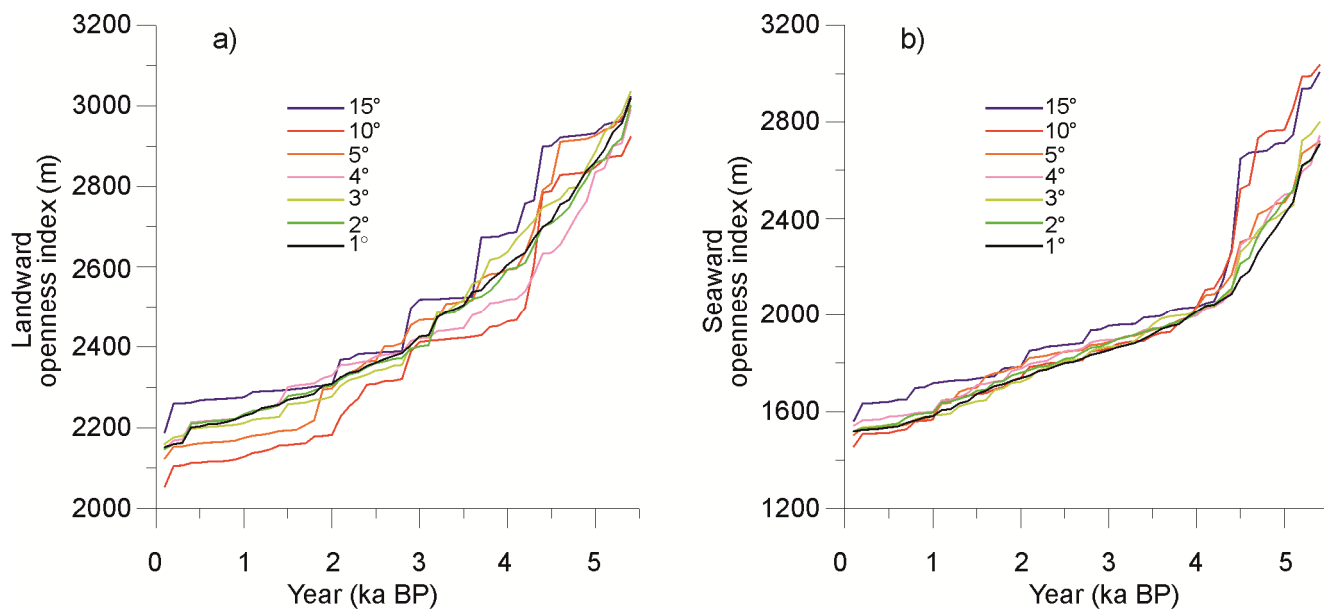 a)
3200
3000
2800
2600
2400
2200
2000
Landward
openness index (m)
15°
10°
5°
4°
3°
2°
1○
0 1 2 3 4 5
Year (ka BP)
b)
3200
2800
2400
2000
1600
1200
Seaward
openness index (m)
15°
10°
5°
4°
3°
2°
1°
0 1 2 3 4 5
Year (ka BP)